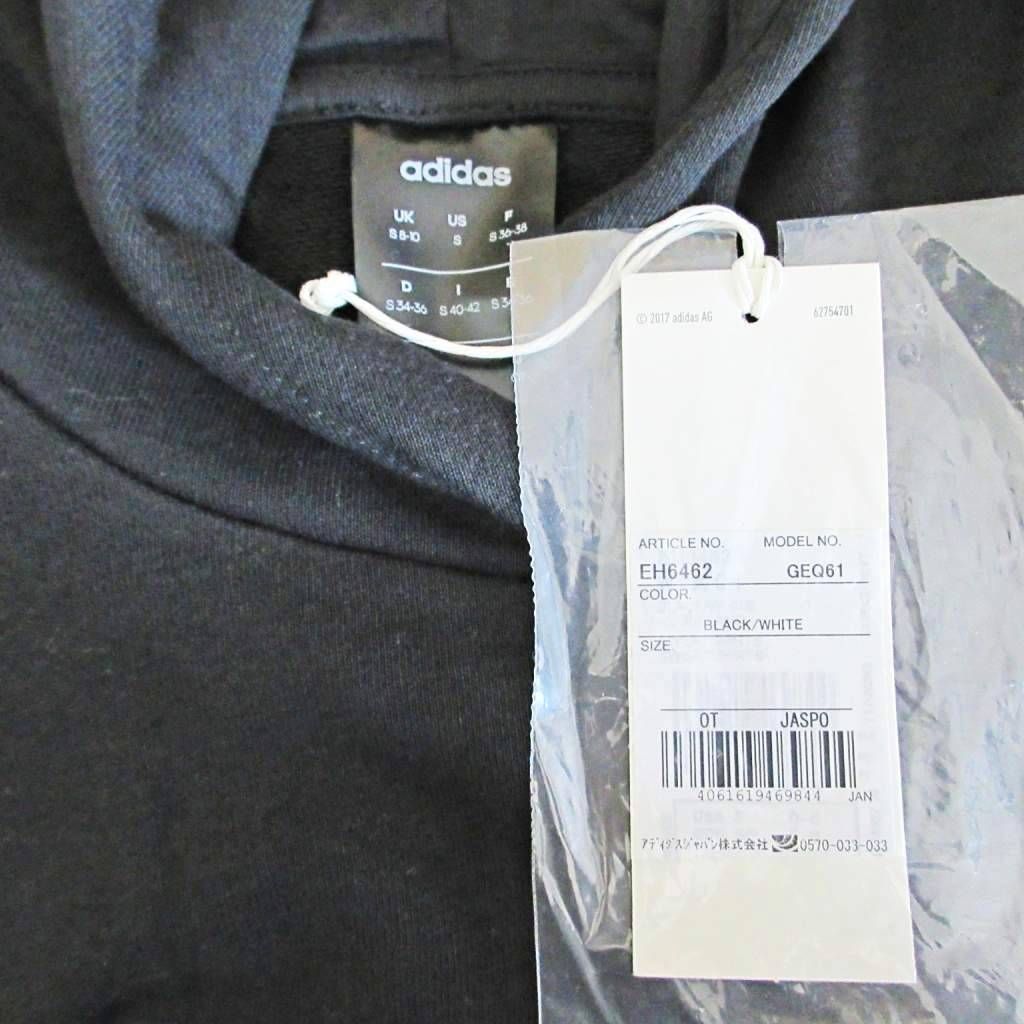 adidas
UK US F
S 8-10 S S 36-38
D I
S 34-36 S 40-42
© 2017 adidas AG 62754701
ARTICLE NO. MODEL NO.
EH6462 GEQ61
COLOR.
BLACK/WHITE
SIZE.
OT JASPO
4061619469844 JAN
アディダスジャパン株式会社 0570-033-033